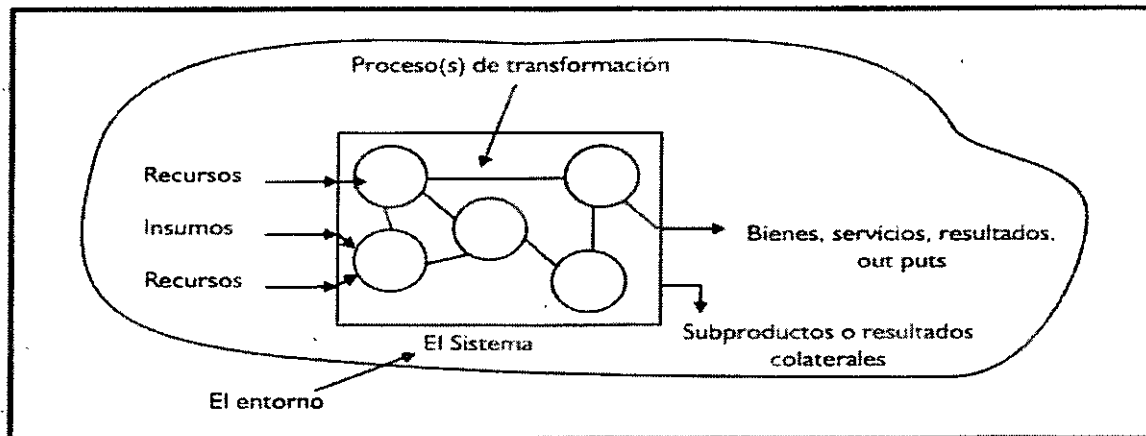 Proceso(s) de transformación
Recursos
Insumos
Recursos
Bienes, servicios, resultados.
out puts
El Sistema
Subproductos o resultados
colaterales
El entorno